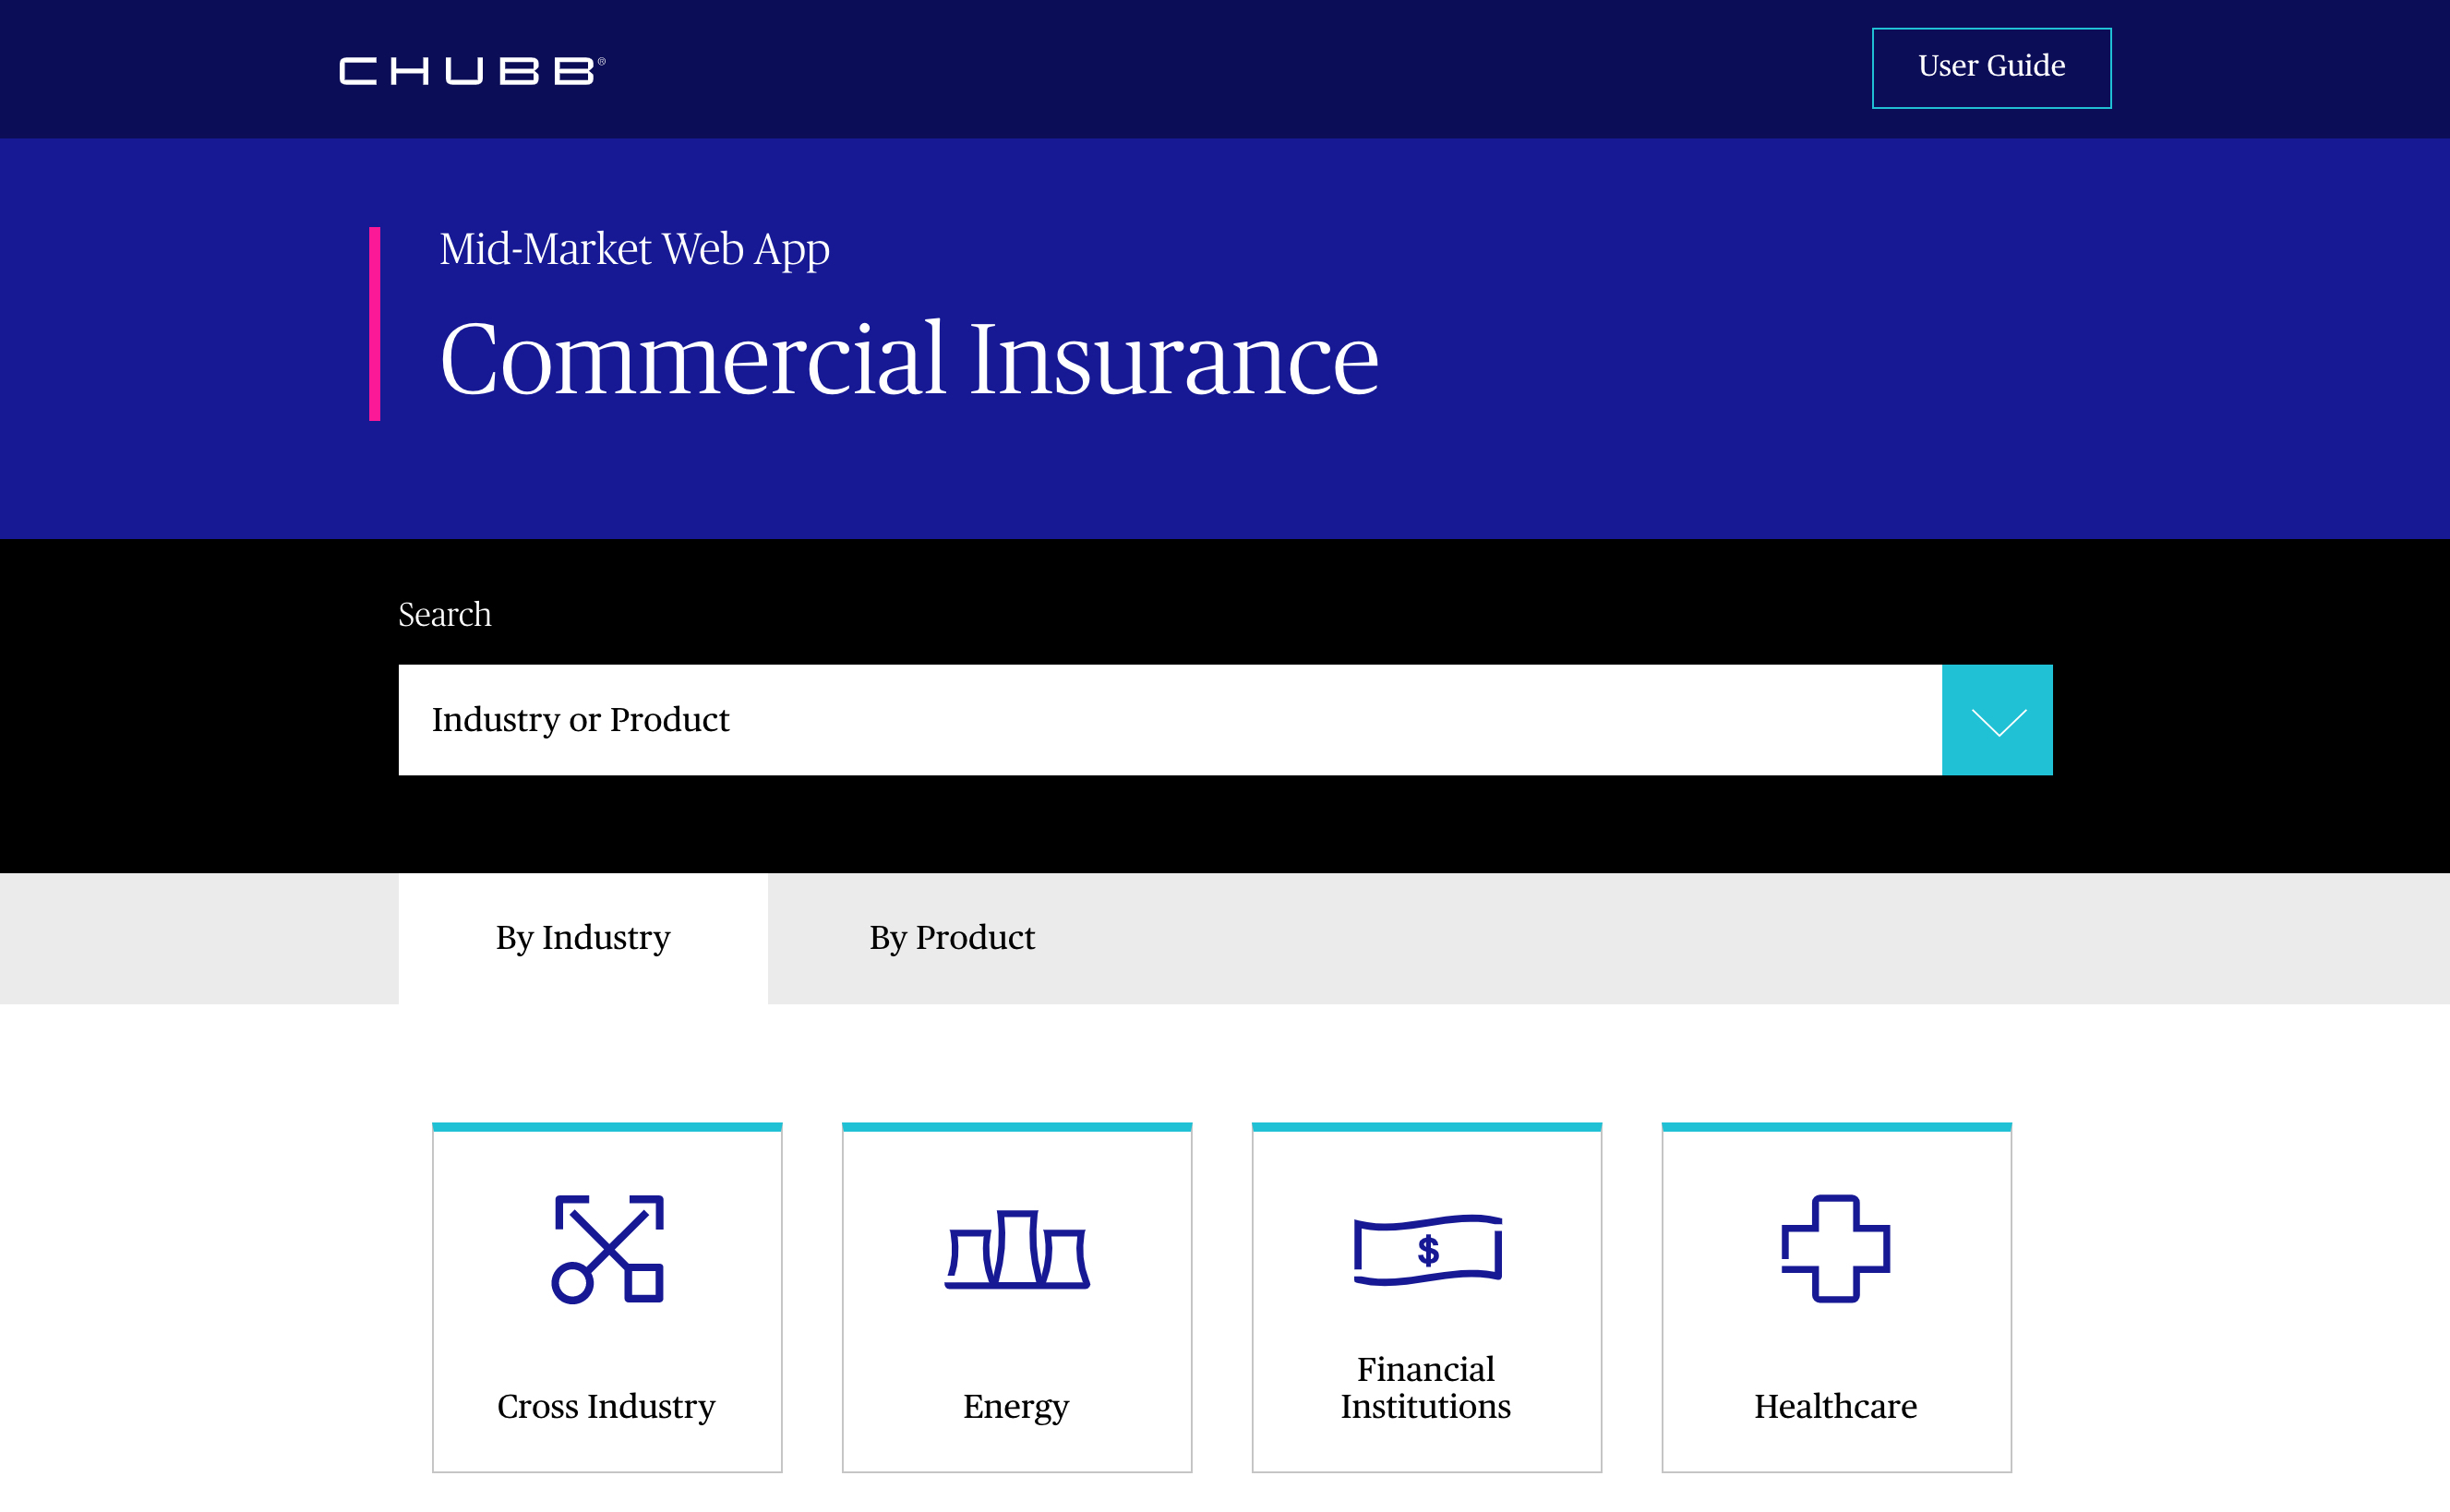 CHUBB®
User Guide
Mid-Market Web App
Commercial Insurance
Search
Industry or Product
By Industry
By Product
Cross Industry
Energy
$
Financial
Institutions
Healthcare